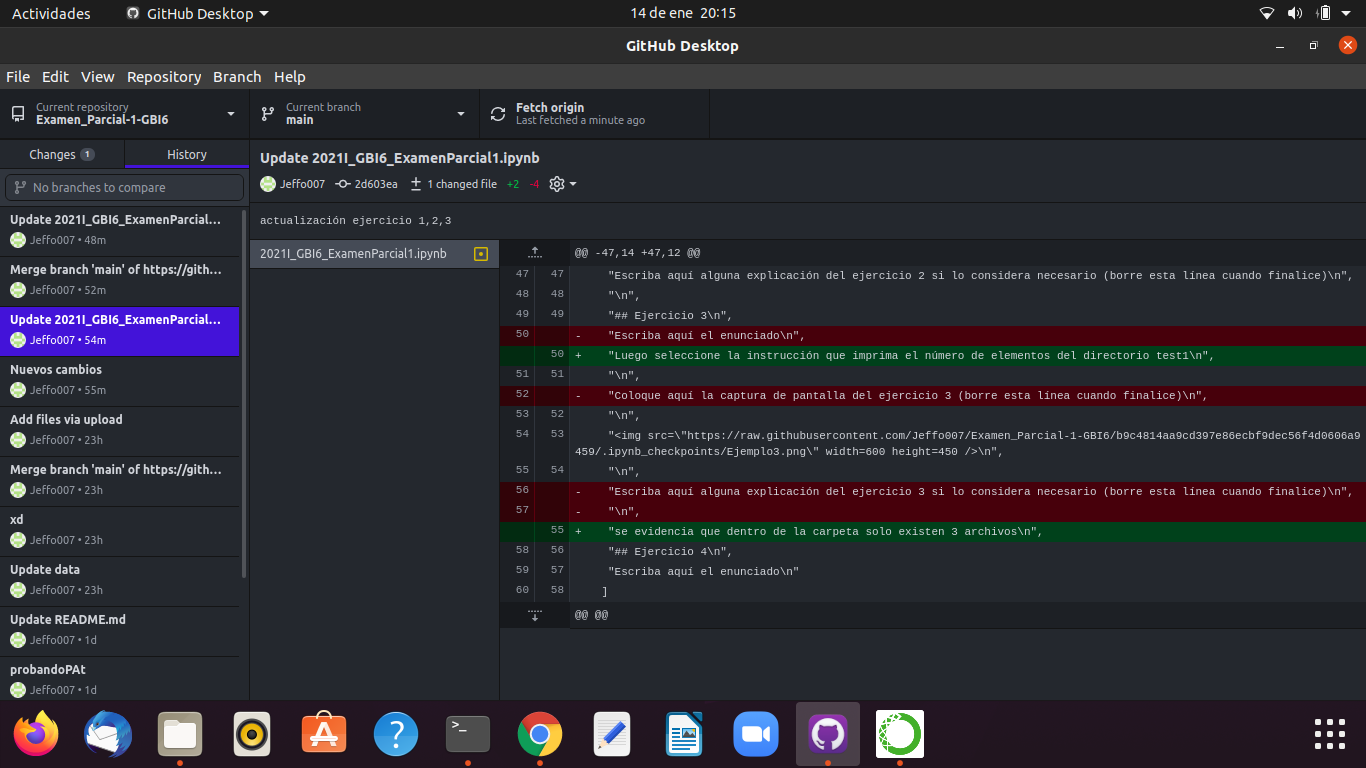 Actividades
GitHub Desktop
14 de ene 20:15
GitHub Desktop
File Edit View Repository Branch Help
Current repository
Examen_Parcial-1-GBI6
Current branch
main
Fetch origin
Last fetched a minute ago
Changes 1
History
No branches to compare
Update 2021I_GBI6_ExamenParcial...
Jeffo007 • 48m
Merge branch 'main' of https://gith...
Jeffo007 • 52m
Update 2021I_GBI6_ExamenParcial...
Jeffo007 • 54m
Nuevos cambios
Jeffo007 • 55m
Add files via upload
Jeffo007 • 23h
Merge branch 'main' of https://gith...
Jeffo007 • 23h
xd
Jeffo007 • 23h
Update data
Jeffo007 • 23h
Update README.md
Jeffo007 • 1d
probandoPAt
Jeffo007 • 1d
Update 2021I_GBI6_ExamenParcial1.ipynb
Jeffo007 2d603ea 1 changed file +2 -4
actualización ejercicio 1,2,3
2021I_GBI6_ExamenParcial1.ipynb
@@ -47,14 +47,12 @@
47 47 "Escriba aquí alguna explicación del ejercicio 2 si lo considera necesario (borre esta línea cuando finalice)\n",
48 48 "\n",
49 49 "## Ejercicio 3\n",
50 - "Escriba aquí el enunciado\n",
50 + "Luego seleccione la instrucción que imprima el número de elementos del directorio test1\n",
51 51 "\n",
52 - "Coloque aquí la captura de pantalla del ejercicio 3 (borre esta línea cuando finalice)\n",
53 52 "\n",
54 53 "<img src=\"https://raw.githubusercontent.com/Jeffo007/Examen_Parcial-1-GBI6/b9c4814aa9cd397e86ecbf9dec56f4d0606a9
459/.ipynb_checkpoints/Ejemplo3.png\" width=600 height=450 />\n",
55 54 "\n",
56 - "Escriba aquí alguna explicación del ejercicio 3 si lo considera necesario (borre esta línea cuando finalice)\n",
57 - "\n",
55 + "se evidencia que dentro de la carpeta solo existen 3 archivos\n",
58 56 "## Ejercicio 4\n",
59 57 "Escriba aquí el enunciado\n"
60 58 ]
@@ @@